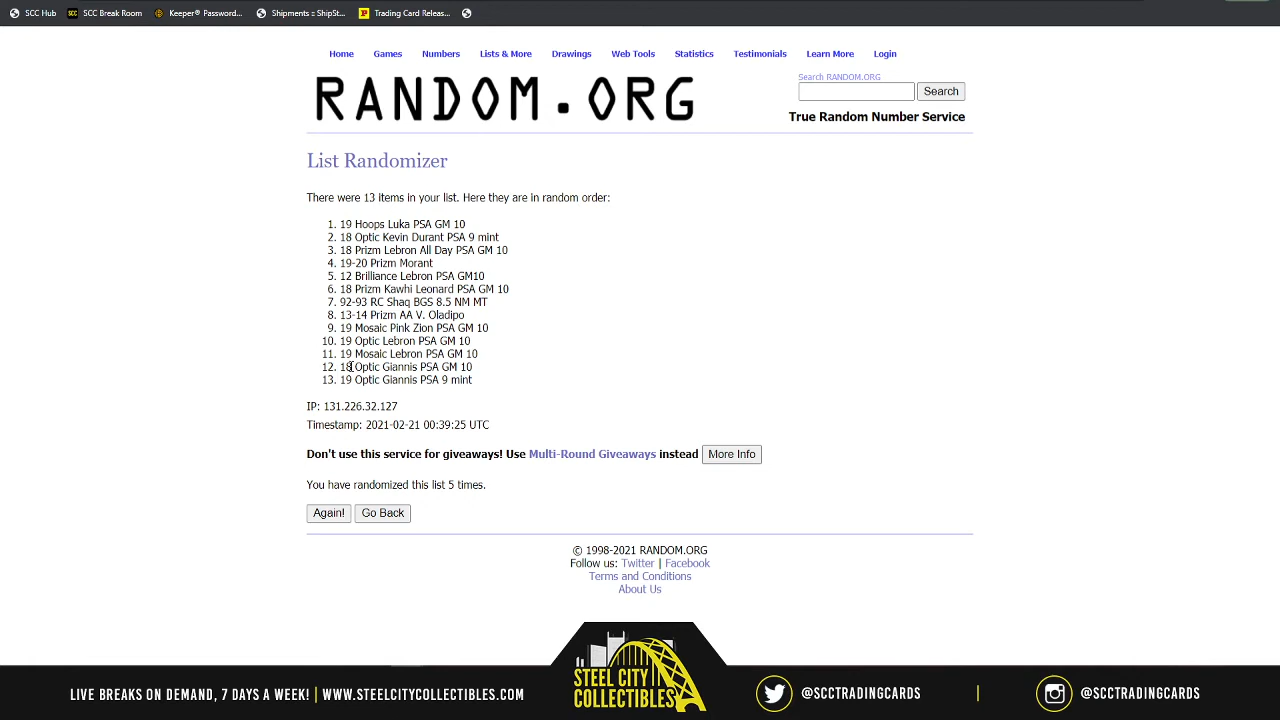 SCC Hub SCC Break Room Keeper® Password... Shipments :: ShipSt... Trading Card Releas...
Home Games Numbers Lists & More Drawings Web Tools Statistics Testimonials Learn More Login
RANDOM.ORG
Search RANDOM.ORG
Search
True Random Number Service
List Randomizer
There were 13 items in your list. Here they are in random order:
1. 19 Hoops Luka PSA GM 10
2. 18 Optic Kevin Durant PSA 9 mint
3. 18 Prizm Lebron All Day PSA GM 10
4. 19-20 Prizm Morant
5. 12 Brilliance Lebron PSA GM10
6. 18 Prizm Kawhi Leonard PSA GM 10
7. 92-93 RC Shaq BGS 8.5 NM MT
8. 13-14 Prizm AA V. Oladipo
9. 19 Mosaic Pink Zion PSA GM 10
10. 19 Optic Lebron PSA GM 10
11. 19 Mosaic Lebron PSA GM 10
12. 18 Optic Giannis PSA GM 10
13. 19 Optic Giannis PSA 9 mint
IP: 131.226.32.127
Timestamp: 2021-02-21 00:39:25 UTC
Don't use this service for giveaways! Use Multi-Round Giveaways instead More Info
You have randomized this list 5 times.
Again! Go Back
© 1998-2021 RANDOM.ORG
Follow us: Twitter | Facebook
Terms and Conditions
About Us
LIVE BREAKS ON DEMAND, 7 DAYS A WEEK! | WWW.STEELCITYCOLLECTIBLES.COM
STEEL CITY
COLLECTIBLES
@SCCTRADINGCARDS | @SCCTRADINGCARDS